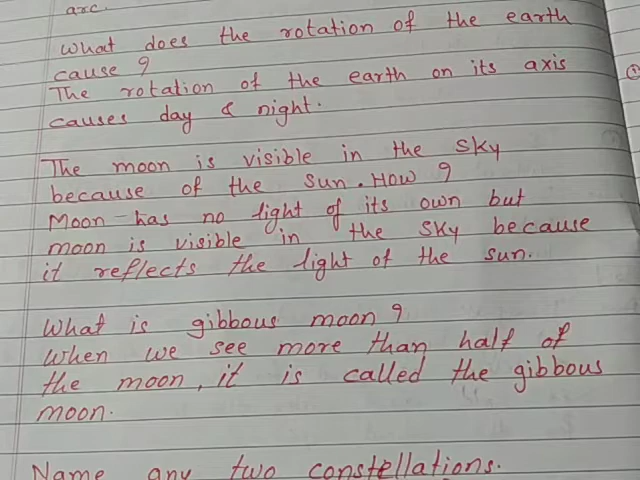 arc.
What does the rotation of the earth
cause ?
The rotation of the earth on its axis
causes day & night.
The moon is visible in the sky
because of the sun. How ?
Moon has no light of its own but
moon is visible in the sky because
it reflects the light of the sun.
What is gibbous moon ?
When we see more than half of
the moon, it is called the gibbous
moon.
Name any two constellations.